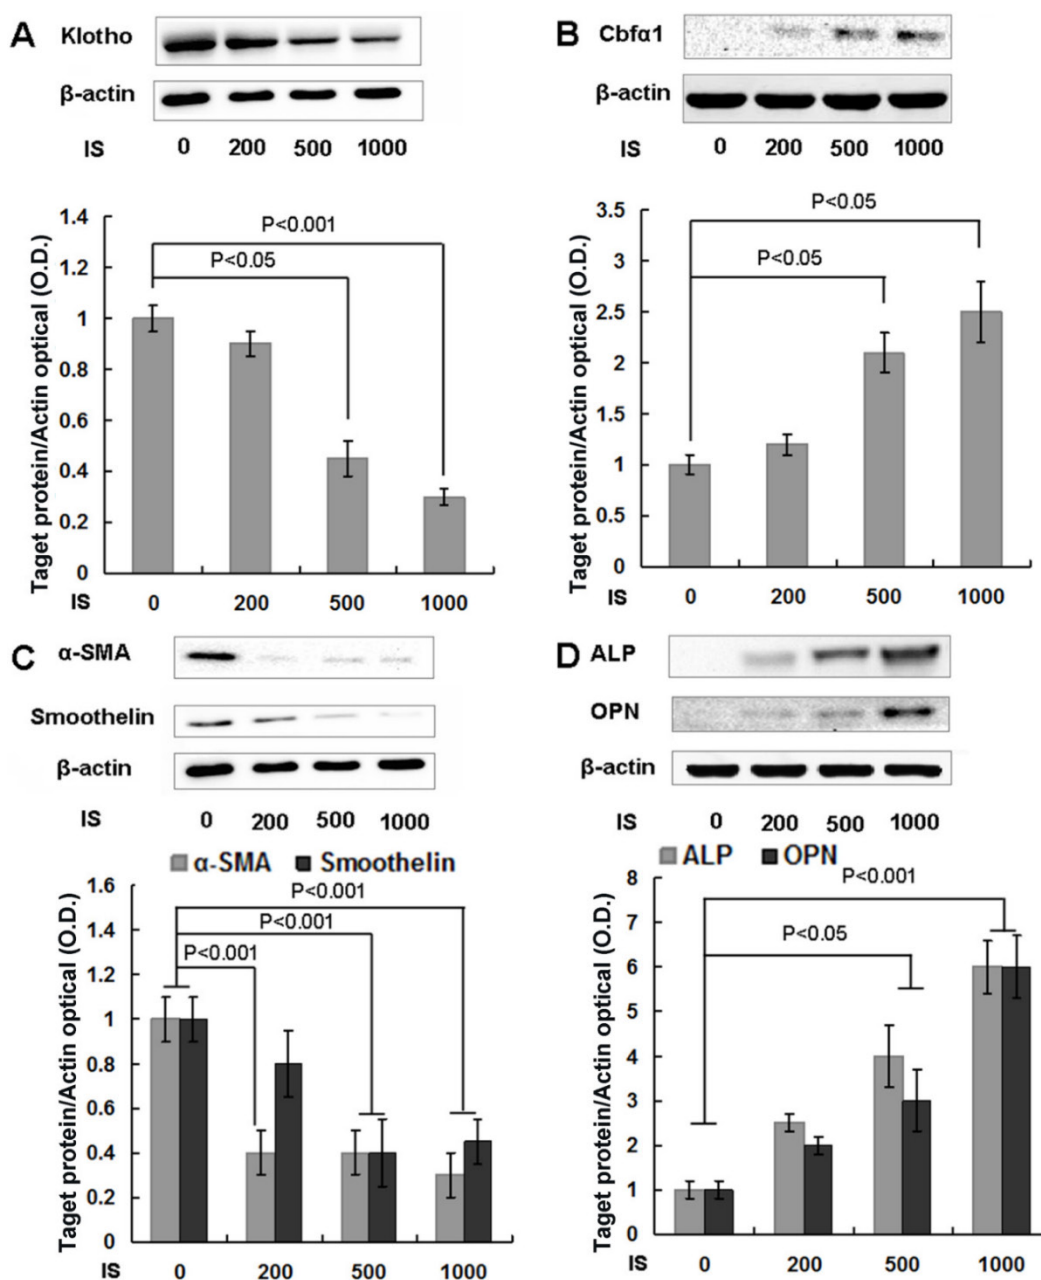 A
Klotho
β-actin
IS 0 200 500 1000
Taget protein/Actin optical (O.D.)
1.4
1.2
1
0.8
0.6
0.4
0.2
0
P<0.001
P<0.05
IS 0 200 500 1000
B
Cbfα1
β-actin
IS 0 200 500 1000
Taget protein/Actin optical (O.D.)
3.5
3
2.5
2
1.5
1
0.5
0
P<0.05
P<0.05
IS 0 200 500 1000
C
α-SMA
Smoothelin
β-actin
IS 0 200 500 1000
α-SMA Smoothelin
Taget protein/Actin optical (O.D.)
1.6
1.4
1.2
1
0.8
0.6
0.4
0.2
0
P<0.001
P<0.001
P<0.001
IS 0 200 500 1000
D
ALP
OPN
β-actin
IS 0 200 500 1000
ALP OPN
Taget protein/Actin optical (O.D.)
8
7
6
5
4
3
2
1
0
P<0.001
P<0.05
IS 0 200 500 1000